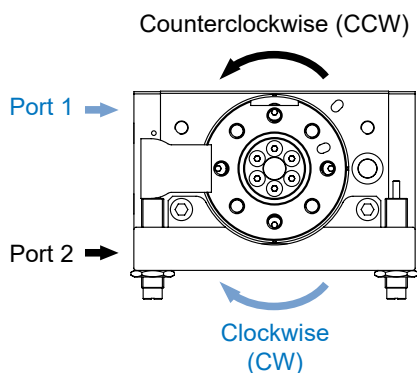 Counterclockwise (CCW)
Port 1
Port 2
Clockwise
(CW)